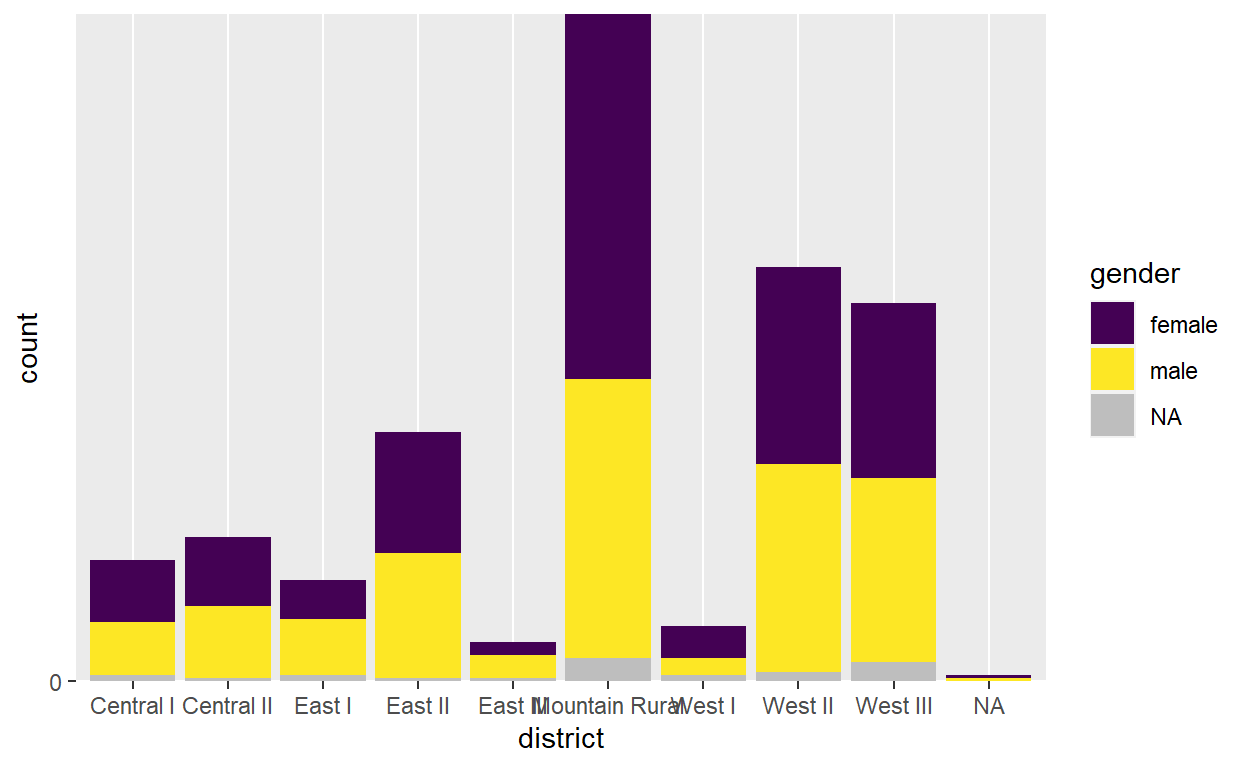 count
0
Central I
Central II
East I
East II
East III
Mountain Rural
West I
West II
West III
NA
district
gender
female
male
NA